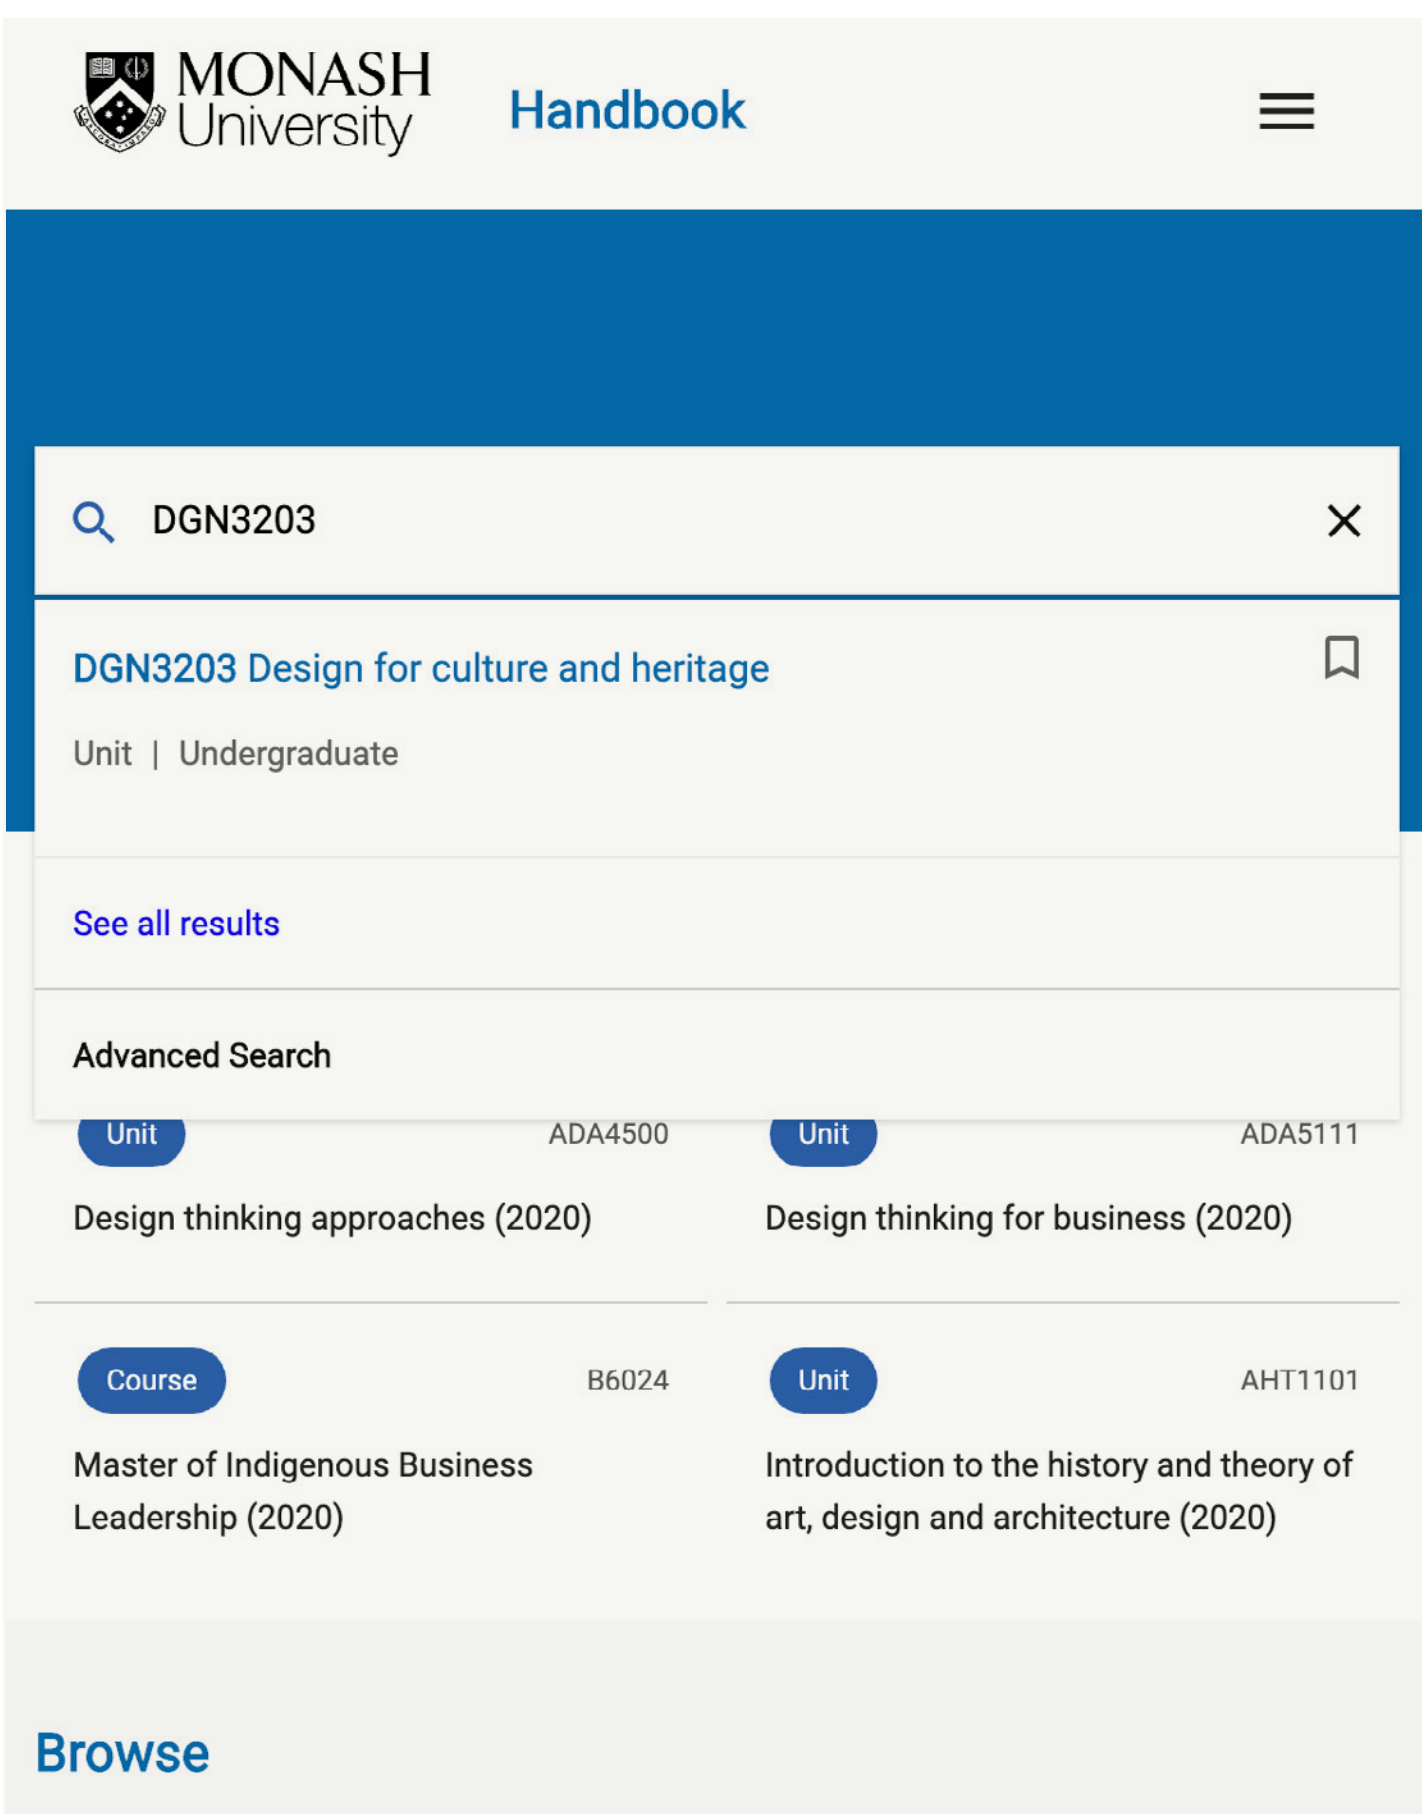 MONASH
University
Handbook
DGN3203
DGN3203 Design for culture and heritage
Unit | Undergraduate
See all results
Advanced Search
Unit ADA4500
Design thinking approaches (2020)
Unit ADA5111
Design thinking for business (2020)
Course B6024
Master of Indigenous Business
Leadership (2020)
Unit AHT1101
Introduction to the history and theory of
art, design and architecture (2020)
Browse